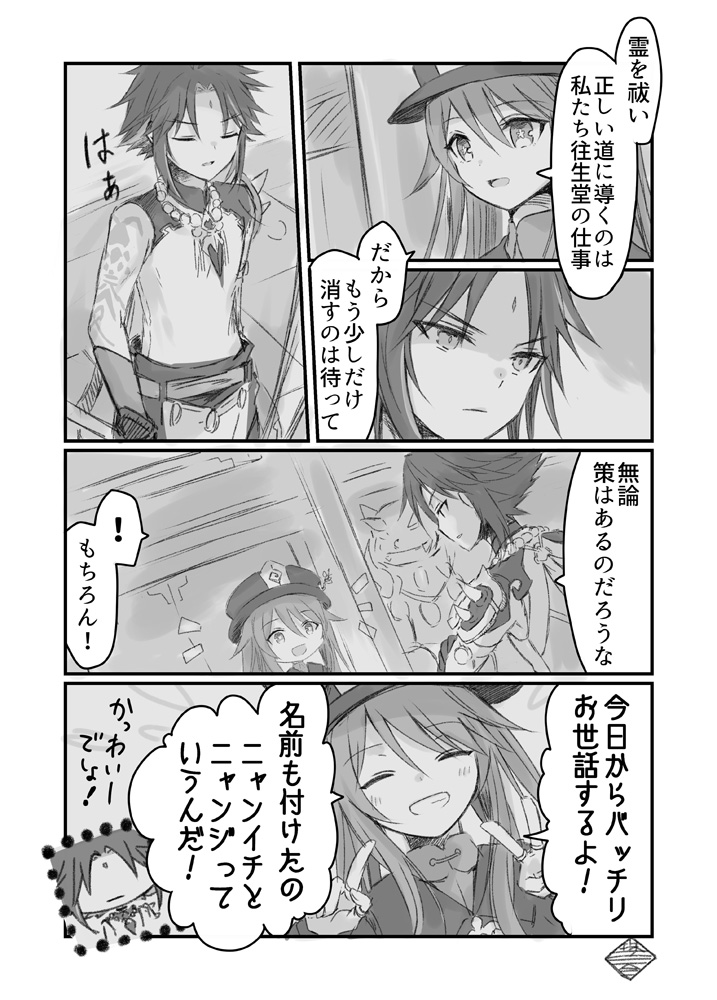 霊を祓い
正しい道に導くのは
私たち往生堂の仕事
だから
もう少しだけ
消すのは待って
はぁ
無論
策はあるのだろうな
！
もちろん！
今日からバッチリ
お世話するよ！
名前も付けたの
ニャンイチと
ニャンジって
いうんだ！
かっわいー
でしょ！